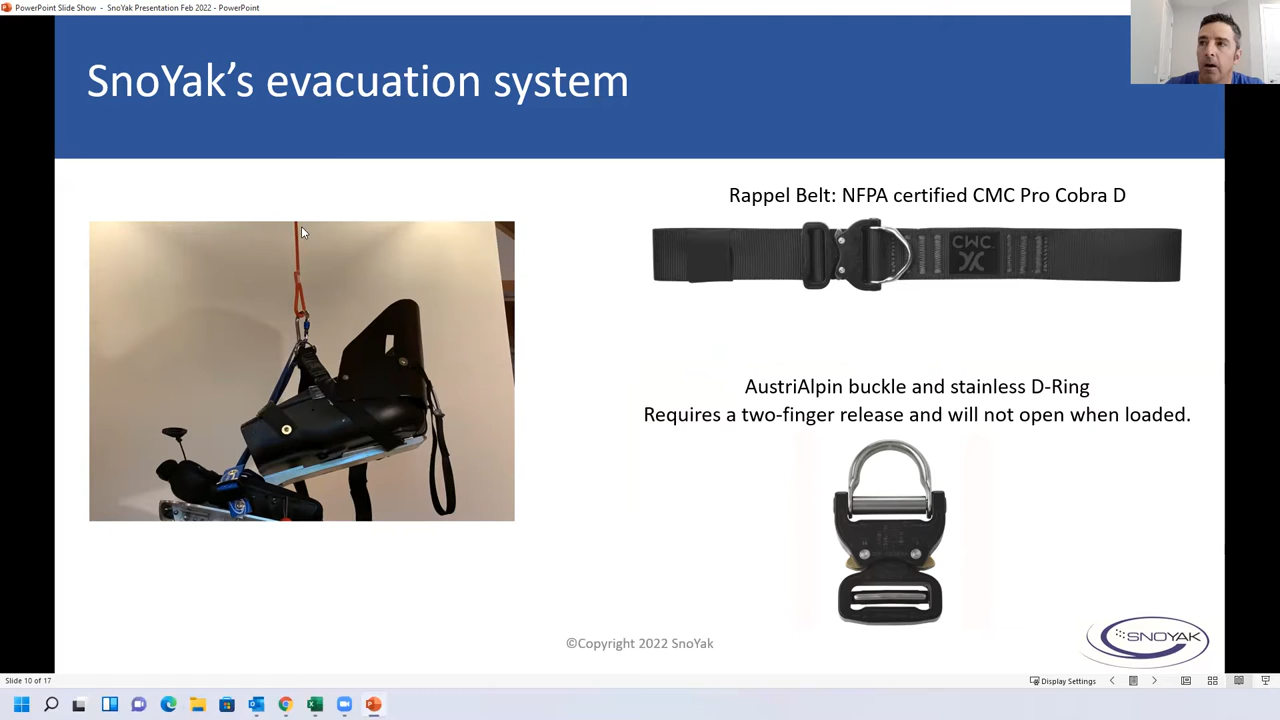 PowerPoint Slide Show - SnoYak Presentation Feb 2022 - PowerPoint
SnoYak's evacuation system
Rappel Belt: NFPA certified CMC Pro Cobra D
CMC
AustriAlpin buckle and stainless D-Ring
Requires a two-finger release and will not open when loaded.
©Copyright 2022 SnoYak
SNOYAK
Slide 10 of 17
Display Settings